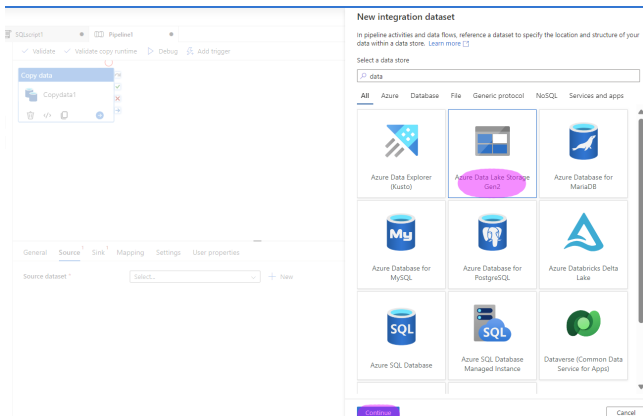 SQLscript1
Pipeline1
Validate
Validate copy runtime
Debug
Add trigger
Copy data
Copydata1
General
Source
Sink
Mapping
Settings
User properties
Source dataset *
Select...
New
New integration dataset
In pipeline activities and data flows, reference a dataset to specify the location and structure of your
data within a data store. Learn more
Select a data store
data
All
Azure
Database
File
Generic protocol
NoSQL
Services and apps
Azure Data Explorer
(Kusto)
Azure Data Lake Storage
Gen2
Azure Database for
MariaDB
My
Azure Database for
MySQL
Azure Database for
PostgreSQL
Azure Databricks Delta
Lake
SQL
Azure SQL Database
SQL
Azure SQL Database
Managed Instance
Dataverse (Common Data
Service for Apps)
Continue
Cancel